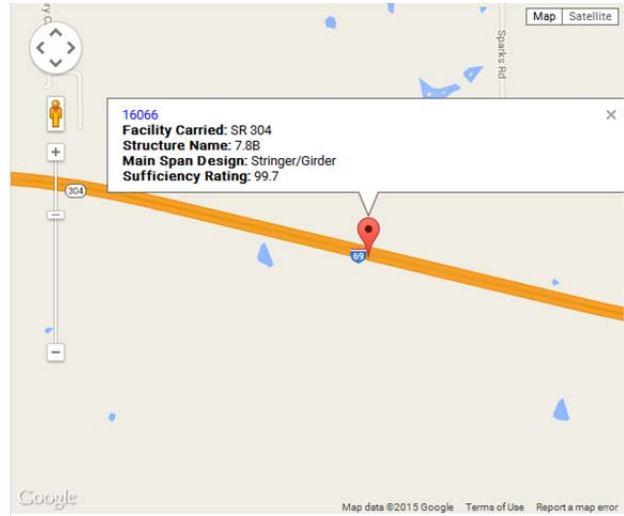 ry C
Sparks Rd
Map Satellite
16066
Facility Carried: SR 304
Structure Name: 7.8B
Main Span Design: Stringer/Girder
Sufficiency Rating: 99.7
304
69
Google
Map data ©2015 Google Terms of Use Report a map error